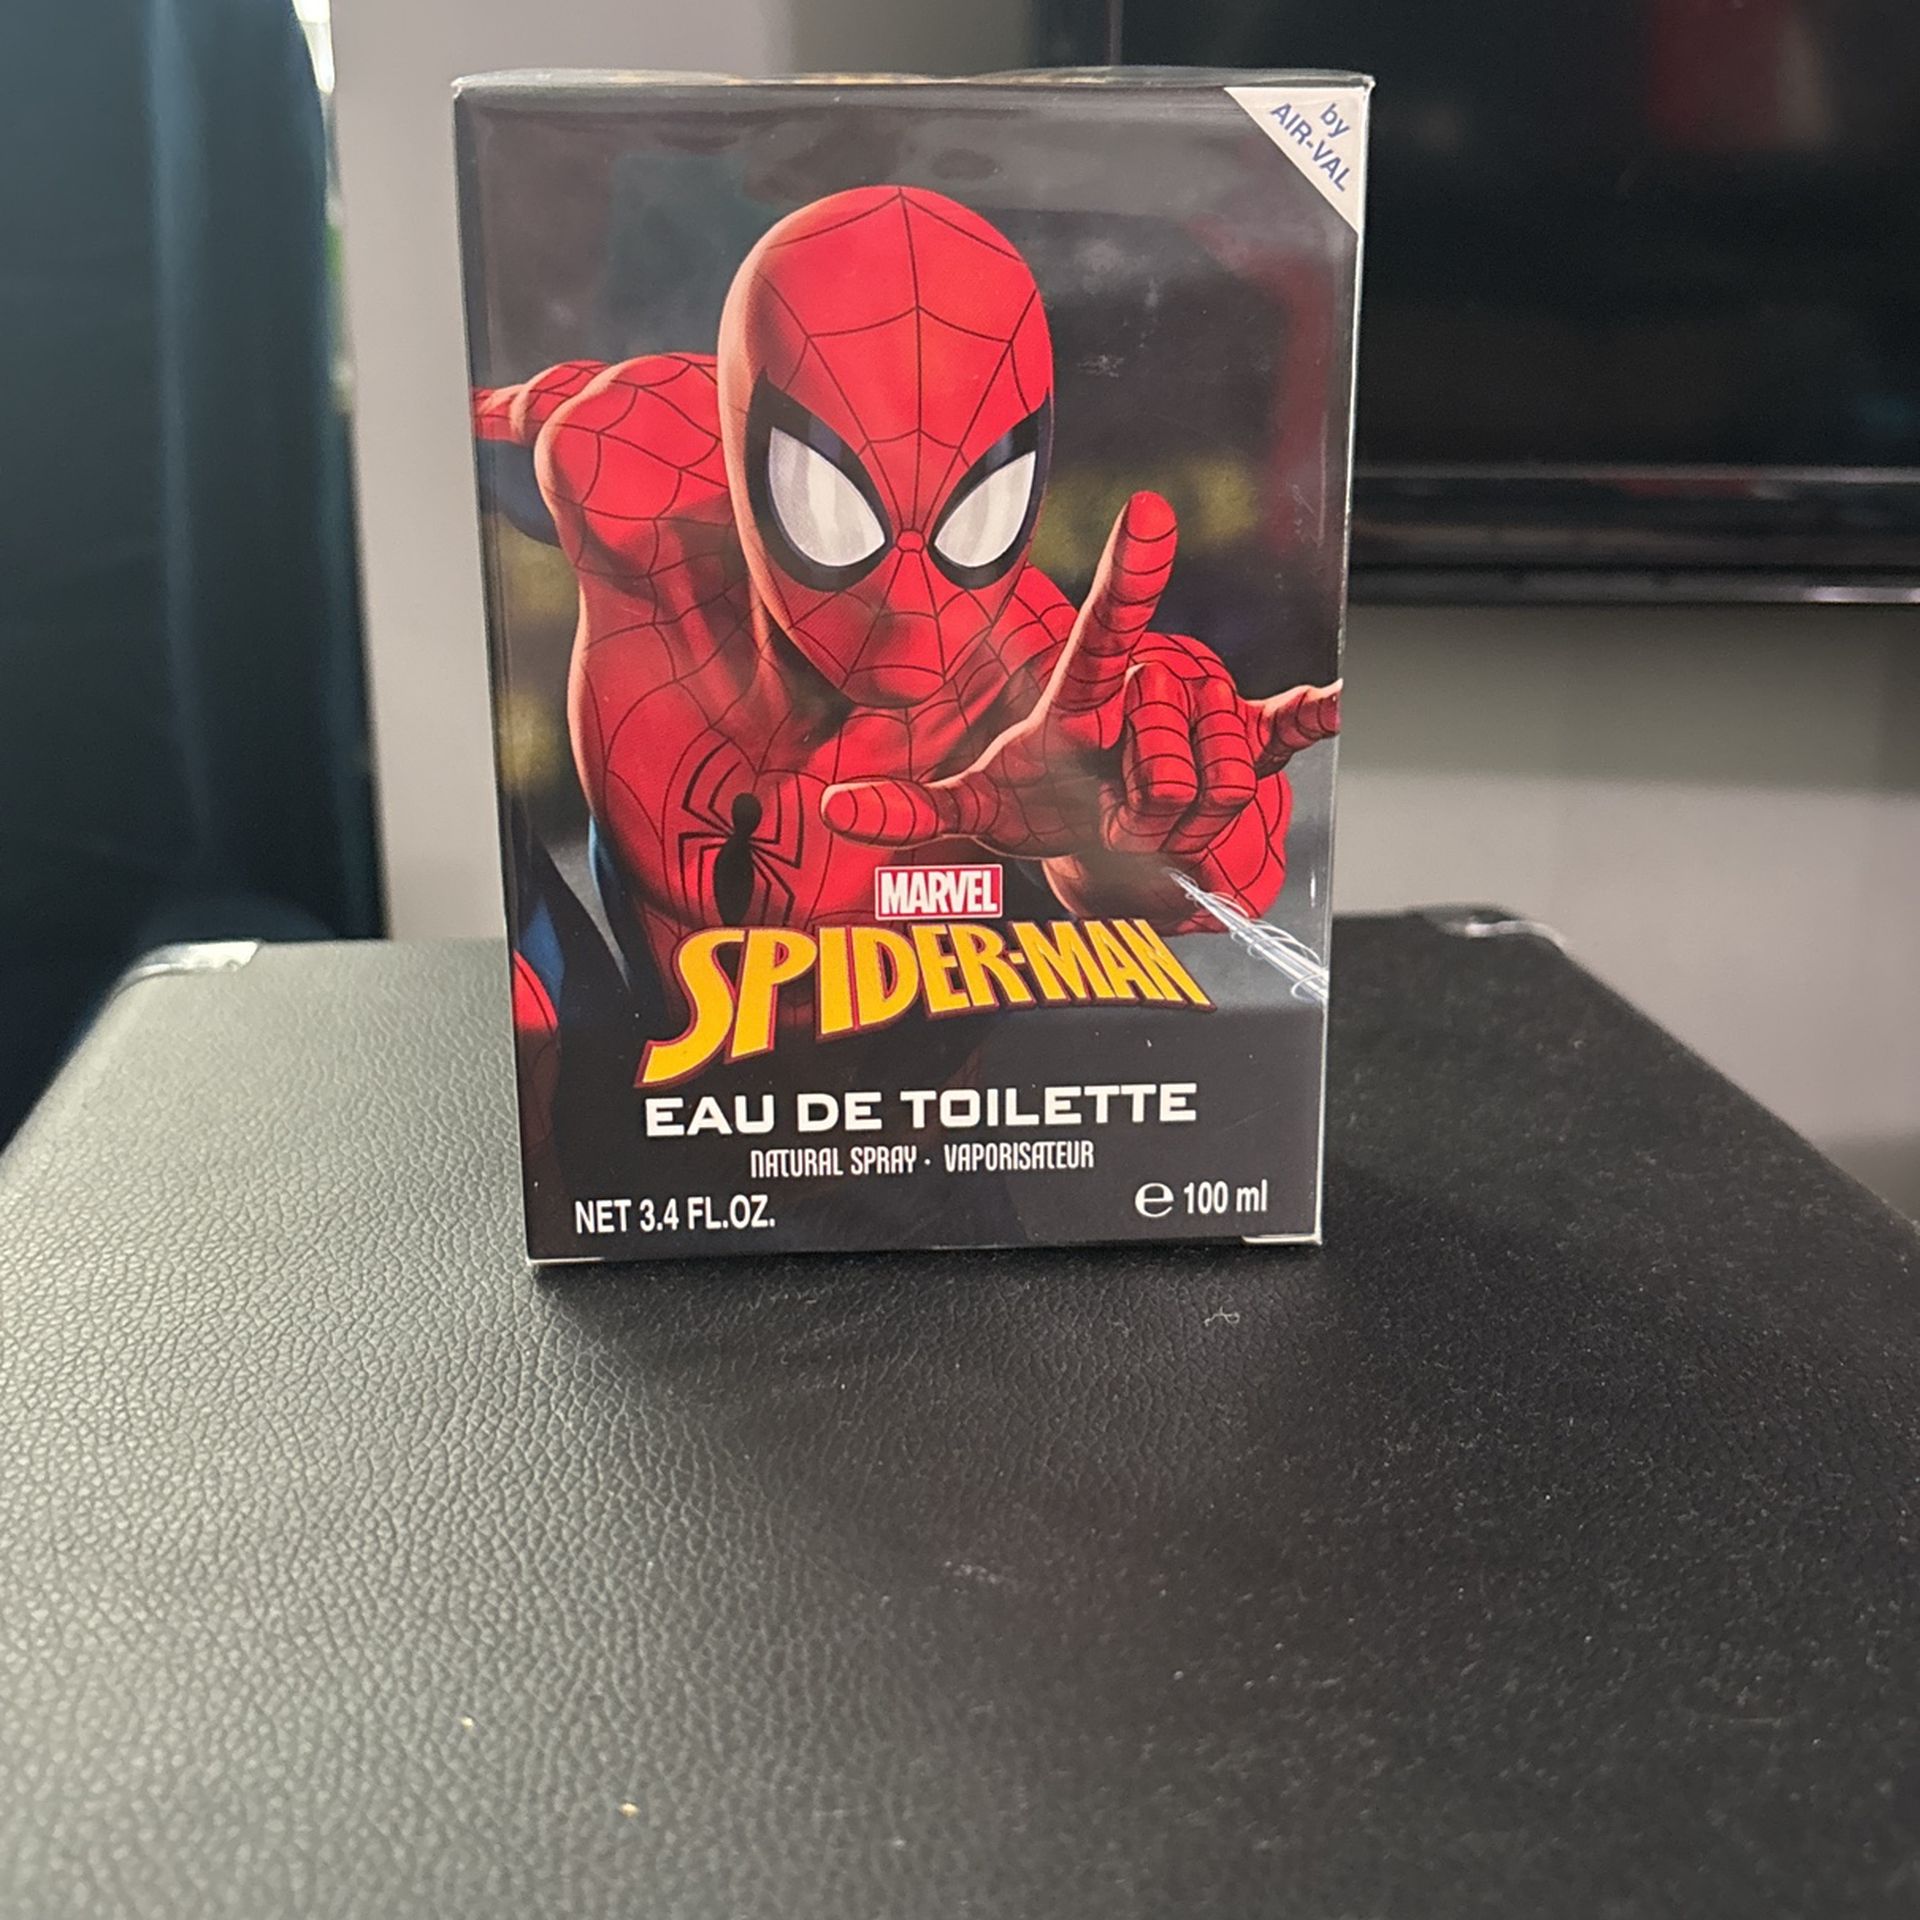 by
AIR-VAL
MARVEL
SPIDER-MAN
EAU DE TOILETTE
NATURAL SPRAY · VAPORISATEUR
NET 3.4 FL.OZ.
℮ 100 ml